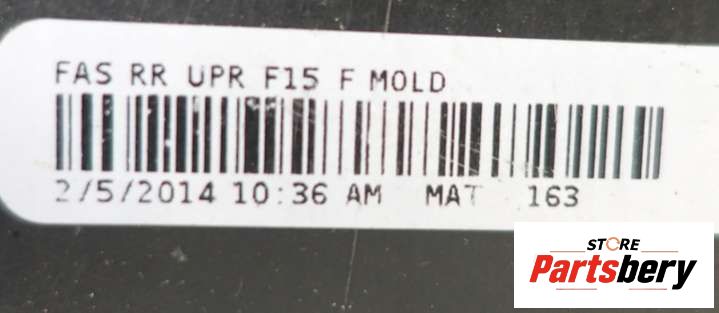 FAS RR UPR F15 F MOLD
2/5/2014 10:36 AM MAT 163
STORE
Partsbery